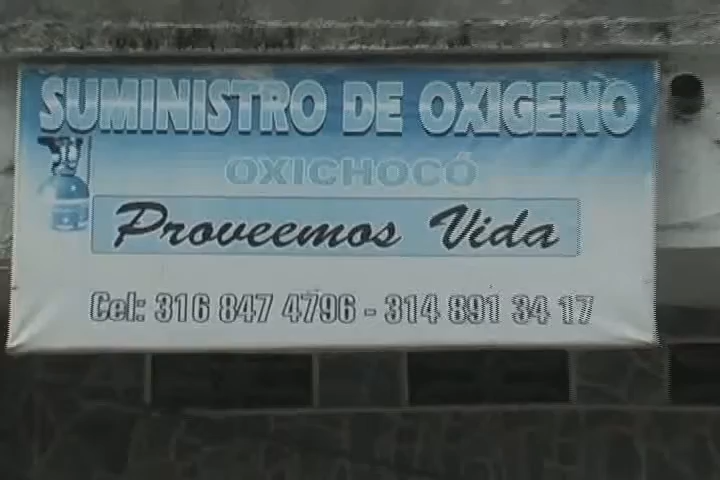 SUMINISTRO DE OXIGENO
OXICHOCÓ
Proveemos Vida
Cel: 316 847 4796 - 314 891 34 17